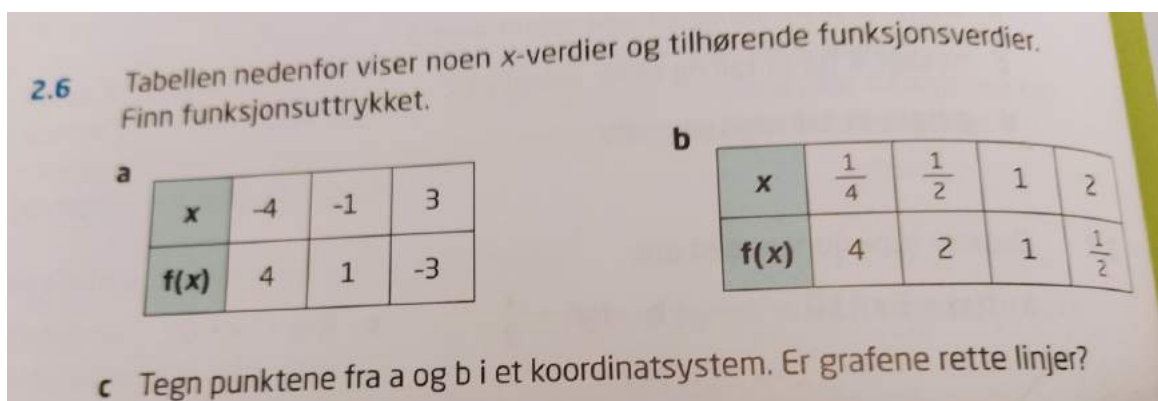 2.6 Tabellen nedenfor viser noen x-verdier og tilhørende funksjonsverdier.
Finn funksjonsuttrykket.
a
x -4 -1 3
f(x) 4 1 -3
b
x 1/4 1/2 1 2
f(x) 4 2 1 1/2
c Tegn punktene fra a og b i et koordinatsystem. Er grafene rette linjer?